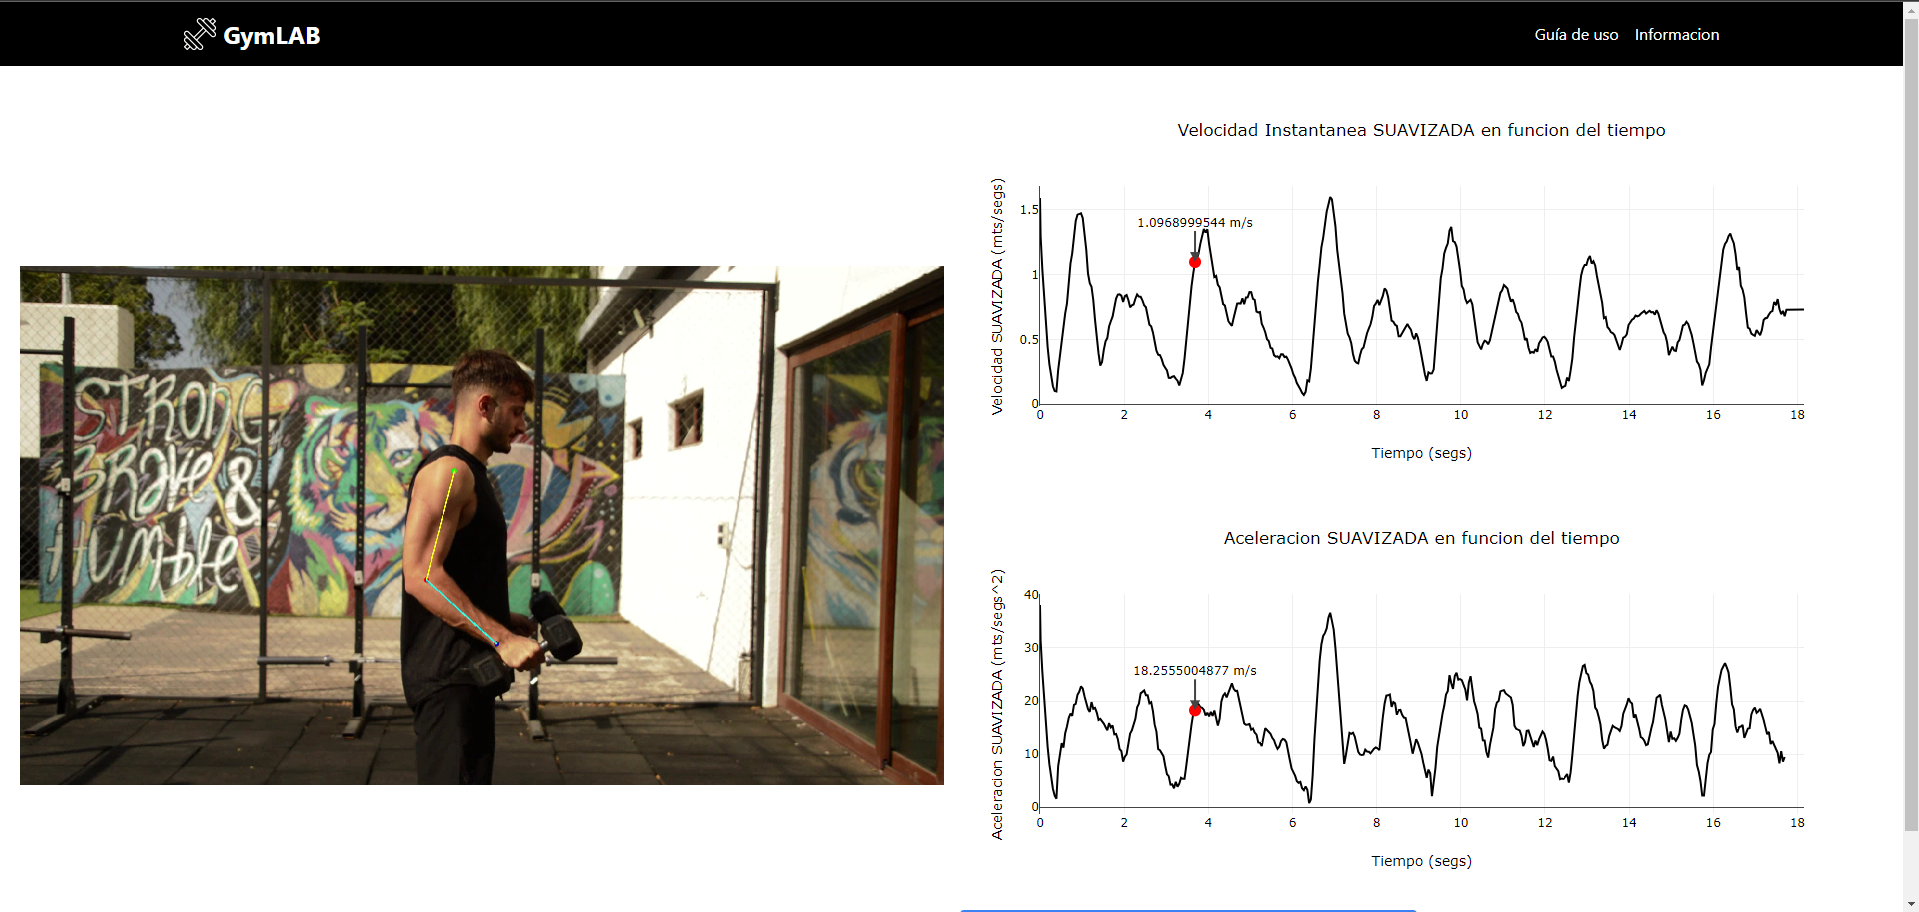 GymLAB
Guía de uso
Informacion
STRONG
BRAVE &
HUMBLE
Velocidad Instantanea SUAVIZADA en funcion del tiempo
Velocidad SUAVIZADA (mts/segs)
1.5
1
0.5
0
1.0968999544 m/s
0 2 4 6 8 10 12 14 16 18
Tiempo (segs)
Aceleracion SUAVIZADA en funcion del tiempo
Aceleracion SUAVIZADA (mts/segs^2)
40
30
20
10
0
18.2555004877 m/s
0 2 4 6 8 10 12 14 16 18
Tiempo (segs)